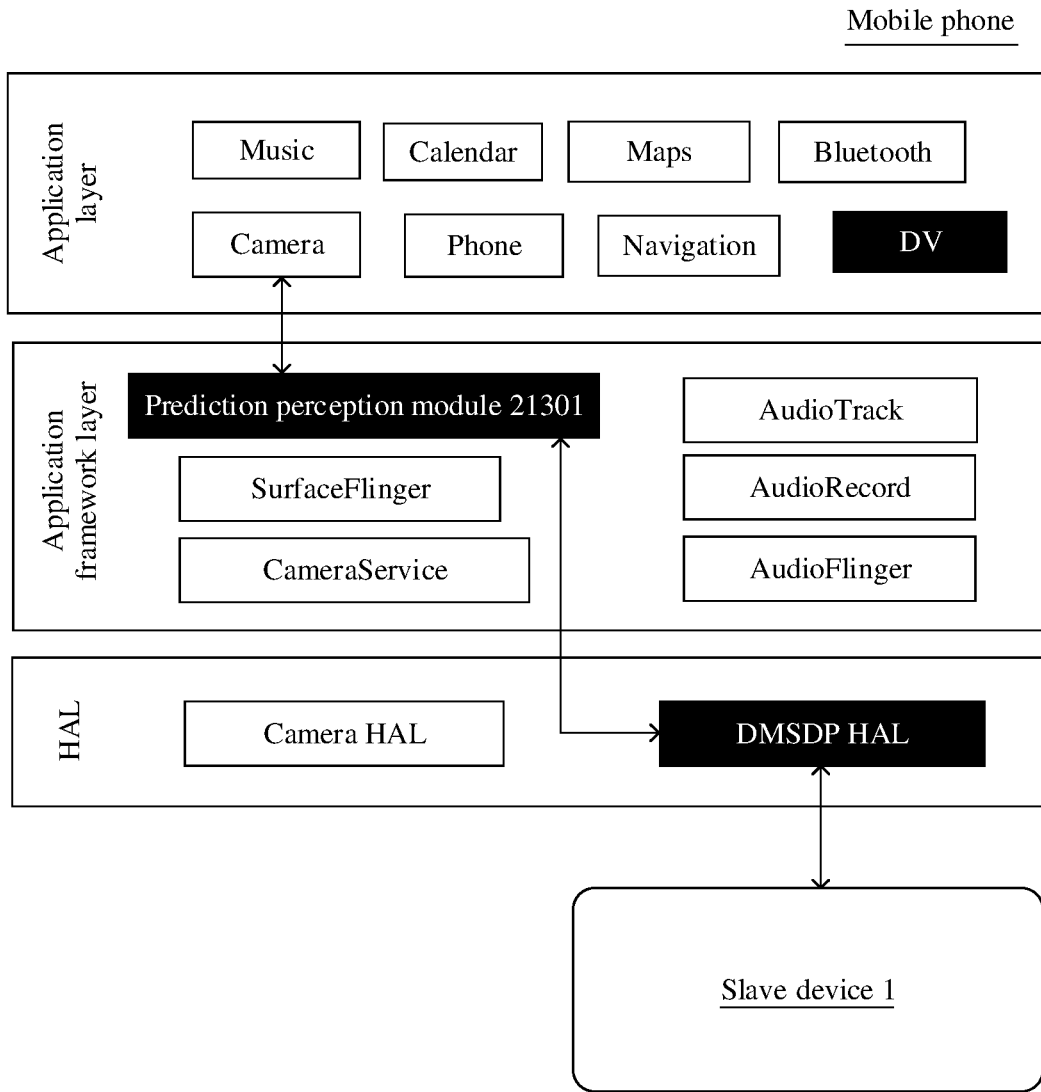 Mobile phone
Application
layer
Music
Calendar
Maps
Bluetooth
Camera
Phone
Navigation
DV
Application
framework layer
Prediction perception module 21301
AudioTrack
SurfaceFlinger
AudioRecord
CameraService
AudioFlinger
HAL
Camera HAL
DMSDP HAL
Slave device 1